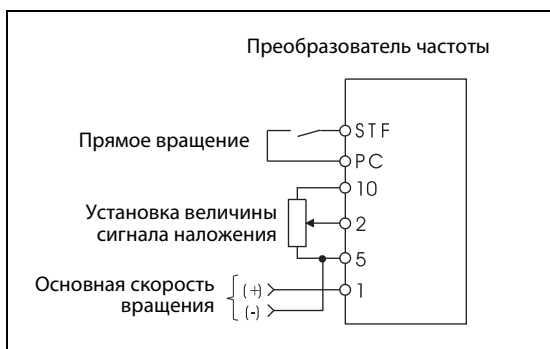 Преобразователь частоты
STF
Прямое вращение
PC
10
Установка величины
сигнала наложения
2
5
Основная скорость
вращения
(+)
(-)
1